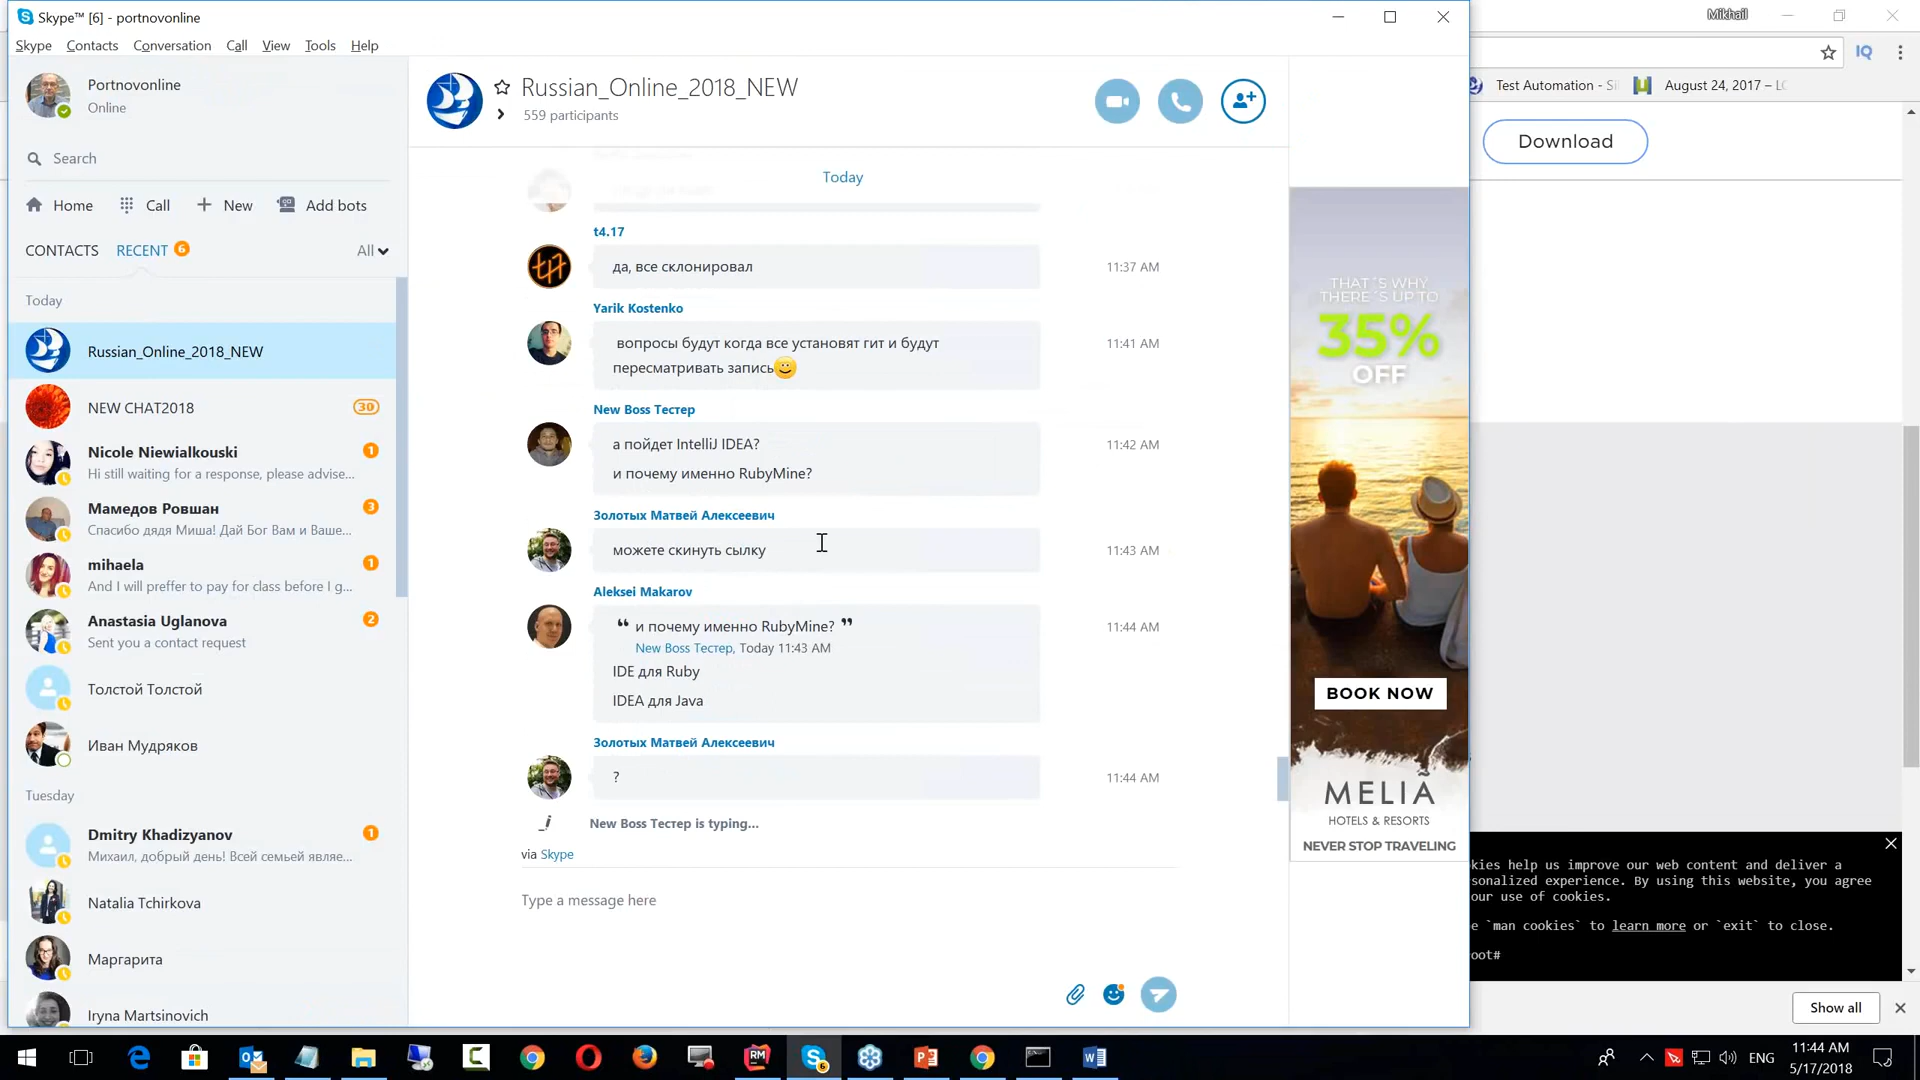 Skype™ [6] - portnovonline
Skype Contacts Conversation Call View Tools Help
Portnovonline
Online
Search
Home Call New Add bots
CONTACTS RECENT 6 All
Today
Russian_Online_2018_NEW
NEW CHAT2018 30
Nicole Niewialkouski 1
Hi still waiting for a response, please advise...
Мамедов Ровшан 3
Спасибо дядя Миша! Дай Бог Вам и Ваше...
mihaela 1
And I will preffer to pay for class before I g...
Anastasia Uglanova 2
Sent you a contact request
Толстой Толстой
Иван Мудряков
Tuesday
Dmitry Khadizyanov 1
Михаил, добрый день! Всей семьей являе...
Natalia Tchirkova
Маргарита
Iryna Martsinovich
Russian_Online_2018_NEW
559 participants
Today
t4.17
да, все склонировал 11:37 AM
Yarik Kostenko
вопросы будут когда все установят гит и будут 11:41 AM
пересматривать запись
New Boss Тестер
а пойдет IntelliJ IDEA? 11:42 AM
и почему именно RubyMine?
Золотых Матвей Алексеевич
можете скинуть сылку 11:43 AM
Aleksei Makarov
“ и почему именно RubyMine? ” 11:44 AM
New Boss Тестер, Today 11:43 AM
IDE для Ruby
IDEA для Java
Золотых Матвей Алексеевич
? 11:44 AM
New Boss Тестер is typing...
via Skype
Type a message here
THAT'S WHY
THERE'S UP TO
35%
OFF
BOOK NOW
MELIÃ
HOTELS & RESORTS
NEVER STOP TRAVELING
Mikhail
IQ
Test Automation - Si
August 24, 2017 – LC
Download
kies help us improve our web content and deliver a
sonalized experience. By using this website, you agree
our use of cookies.
e `man cookies` to learn more or `exit` to close.
oot#
Show all
RM
6
ENG
11:44 AM
5/17/2018